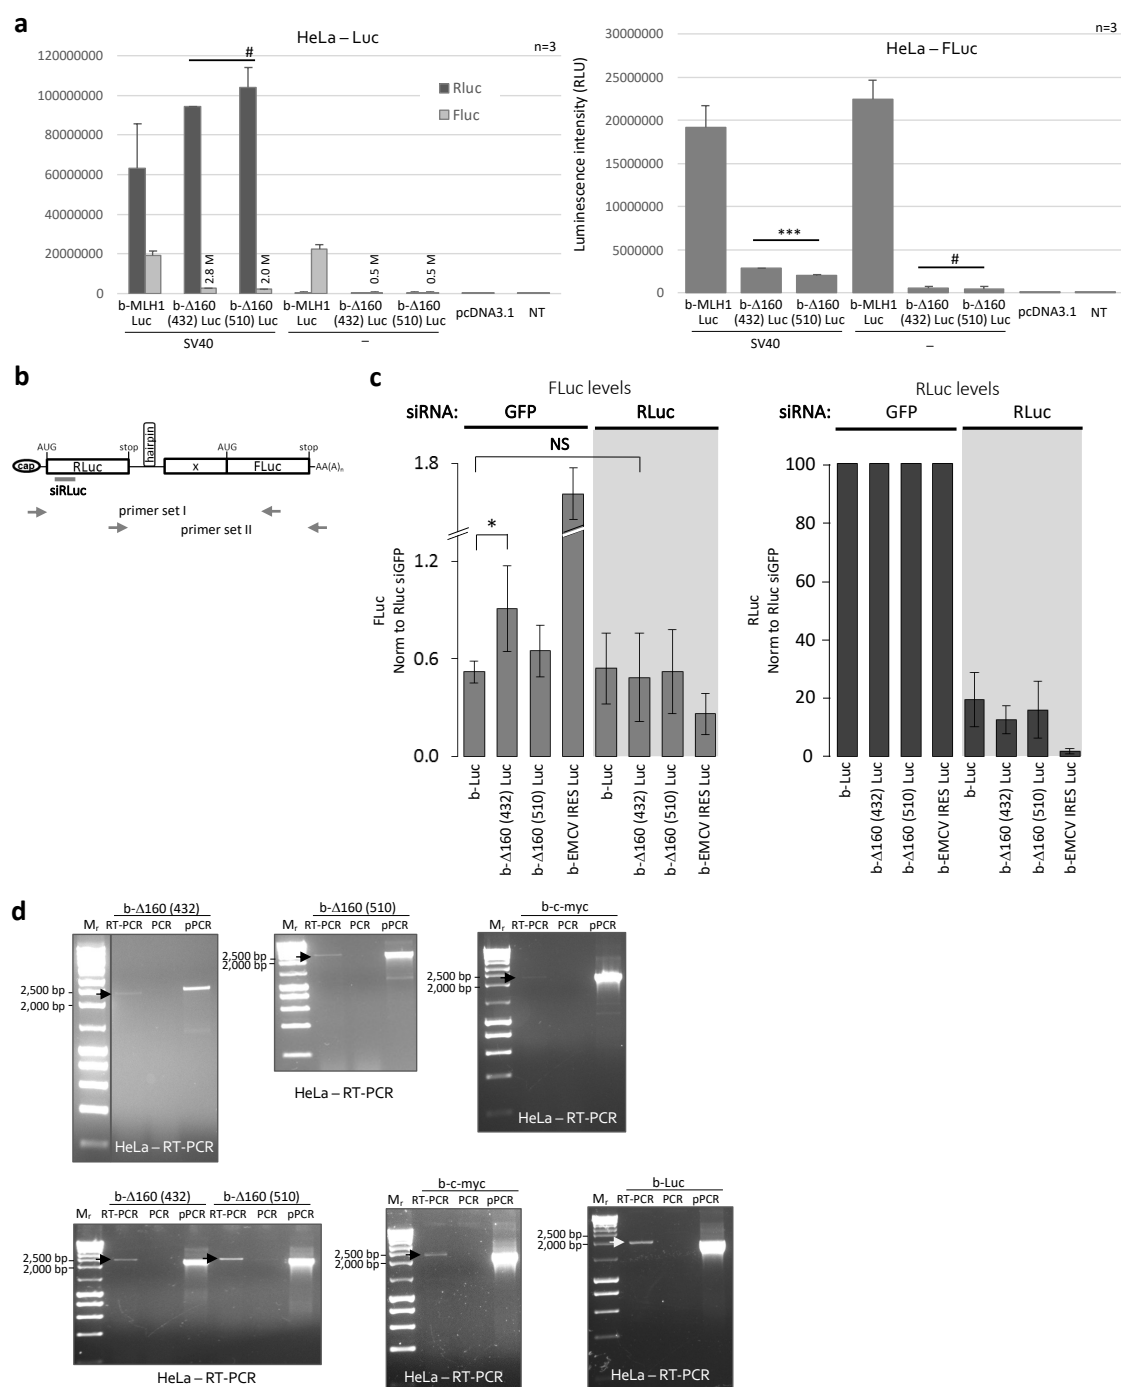 a
HeLa – Luc
n=3
120000000
100000000
80000000
60000000
40000000
20000000
0
#
Rluc
Fluc
2.8 M
2.0 M
0.5 M
0.5 M
b-MLH1 b-Δ160 b-Δ160 b-MLH1 b-Δ160 b-Δ160 pcDNA3.1 NT
Luc (432) Luc (510) Luc Luc (432) Luc (510) Luc
SV40 –
HeLa – FLuc
n=3
Luminescence intensity (RLU)
30000000
25000000
20000000
15000000
10000000
5000000
0
***
#
b-MLH1 b-Δ160 b-Δ160 b-MLH1 b-Δ160 b-Δ160 pcDNA3.1 NT
Luc (432) Luc (510) Luc Luc (432) Luc (510) Luc
SV40 –
b
cap
AUG stop hairpin AUG stop
RLuc x FLuc AA(A)n
siRLuc
primer set I
primer set II
c
FLuc levels
siRNA: GFP RLuc
NS
*
FLuc
Norm to Rluc siGFP
1.8
1.2
0.6
0.0
b-Luc
b-Δ160 (432) Luc
b-Δ160 (510) Luc
b-EMCV IRES Luc
b-Luc
b-Δ160 (432) Luc
b-Δ160 (510) Luc
b-EMCV IRES Luc
RLuc levels
siRNA: GFP RLuc
RLuc
Norm to Rluc siGFP
100
80
60
40
20
0
b-Luc
b-Δ160 (432) Luc
b-Δ160 (510) Luc
b-EMCV IRES Luc
b-Luc
b-Δ160 (432) Luc
b-Δ160 (510) Luc
b-EMCV IRES Luc
d
b-Δ160 (432)
Mr RT-PCR PCR pPCR
2,500 bp
2,000 bp
HeLa – RT-PCR
b-Δ160 (510)
Mr RT-PCR PCR pPCR
2,500 bp
2,000 bp
HeLa – RT-PCR
b-c-myc
Mr RT-PCR PCR pPCR
2,500 bp
2,000 bp
HeLa – RT-PCR
b-Δ160 (432) b-Δ160 (510)
Mr RT-PCR PCR pPCR RT-PCR PCR pPCR
2,500 bp
2,000 bp
HeLa – RT-PCR
b-c-myc
Mr RT-PCR PCR pPCR
2,500 bp
2,000 bp
HeLa – RT-PCR
b-Luc
Mr RT-PCR PCR pPCR
2,500 bp
2,000 bp
HeLa – RT-PCR